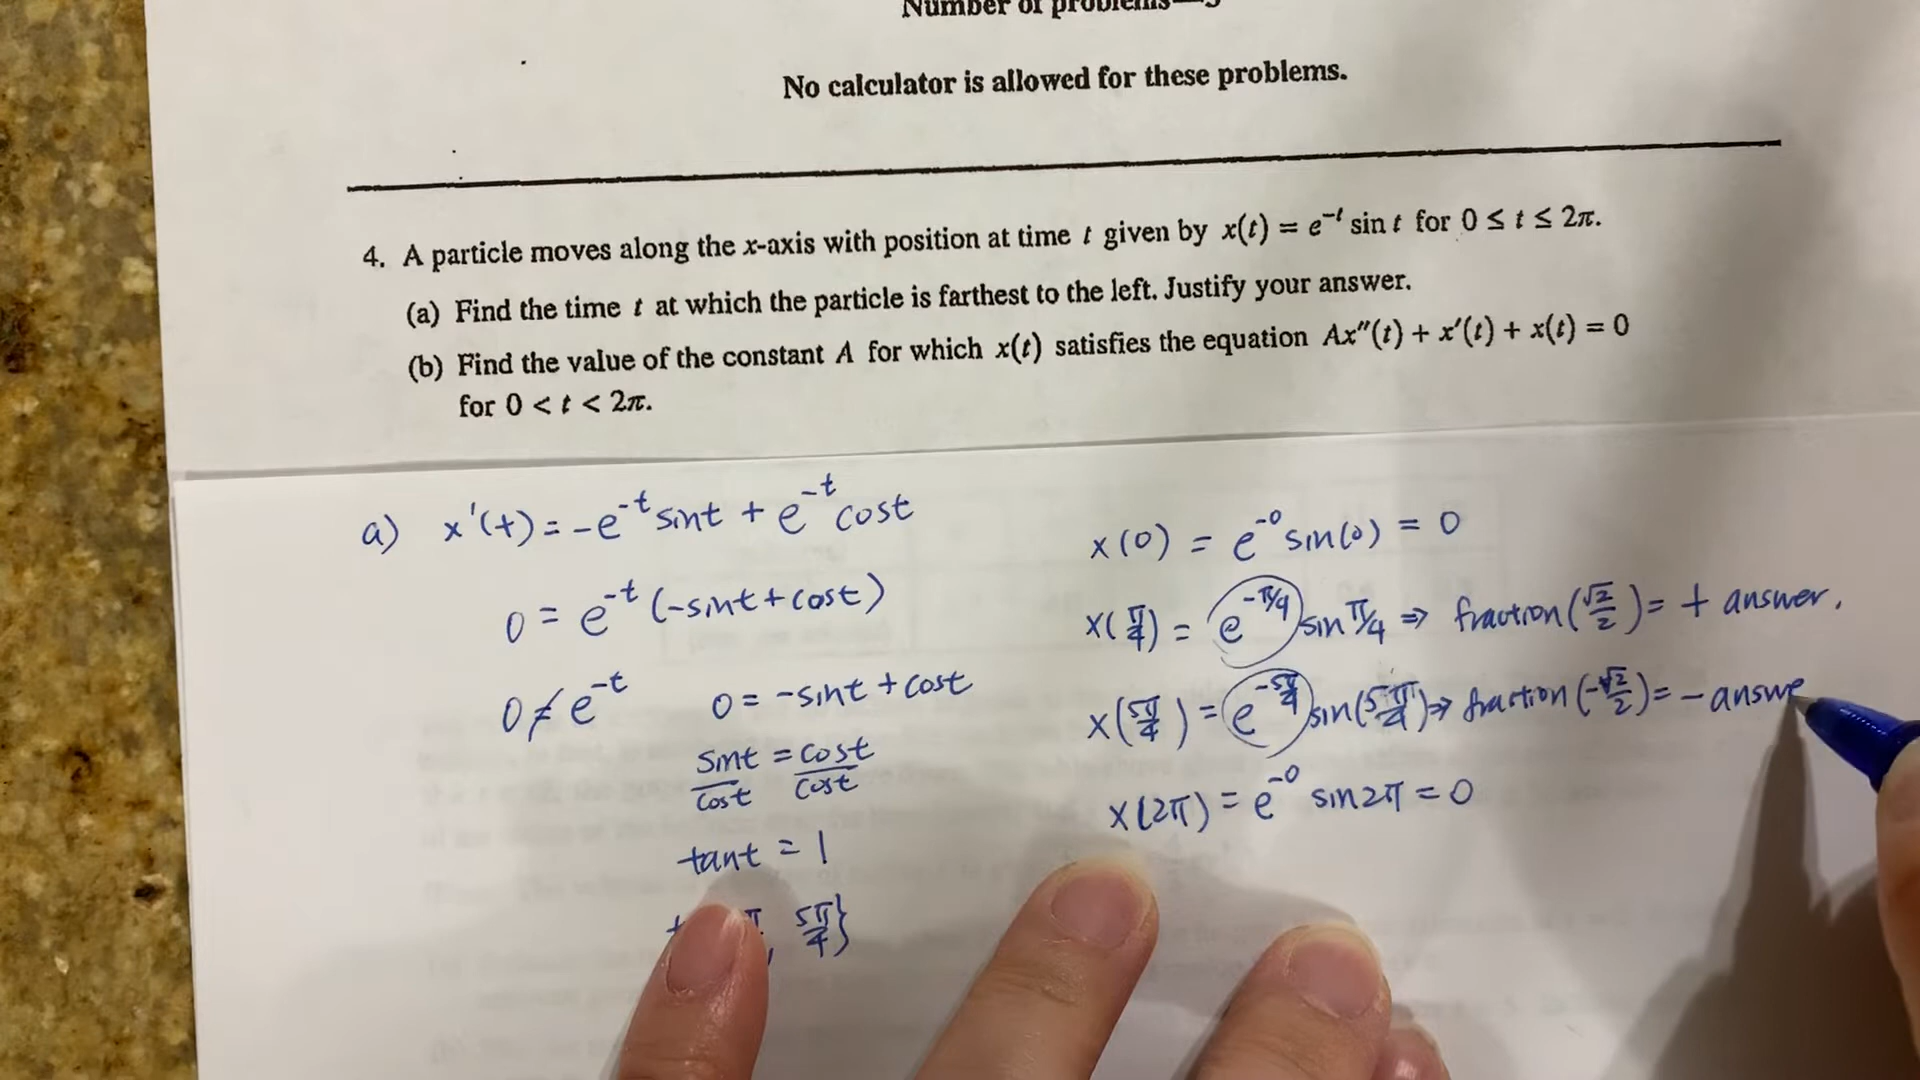 Number of problems—3
No calculator is allowed for these problems.
4. A particle moves along the x-axis with position at time t given by x(t) = e⁻ᵗ sin t for 0 ≤ t ≤ 2π.
(a) Find the time t at which the particle is farthest to the left. Justify your answer.
(b) Find the value of the constant A for which x(t) satisfies the equation Ax″(t) + x′(t) + x(t) = 0
for 0 < t < 2π.
a) x'(t) = -e^-t sint + e^-t cost
0 = e^-t (-sint + cost)
0 ≠ e^-t 0 = -sint + cost
sint/cost = cost/cost
tant = 1
5π/4}
x(0) = e^-0 sin(0) = 0
x(π/4) = e^-π/4 sin π/4 ⇒ fraction(√2/2) = + answer.
x(5π/4) = e^-5π/4 sin(5π/4) ⇒ fraction(-√2/2) = - answe
x(2π) = e^-0 sin2π = 0